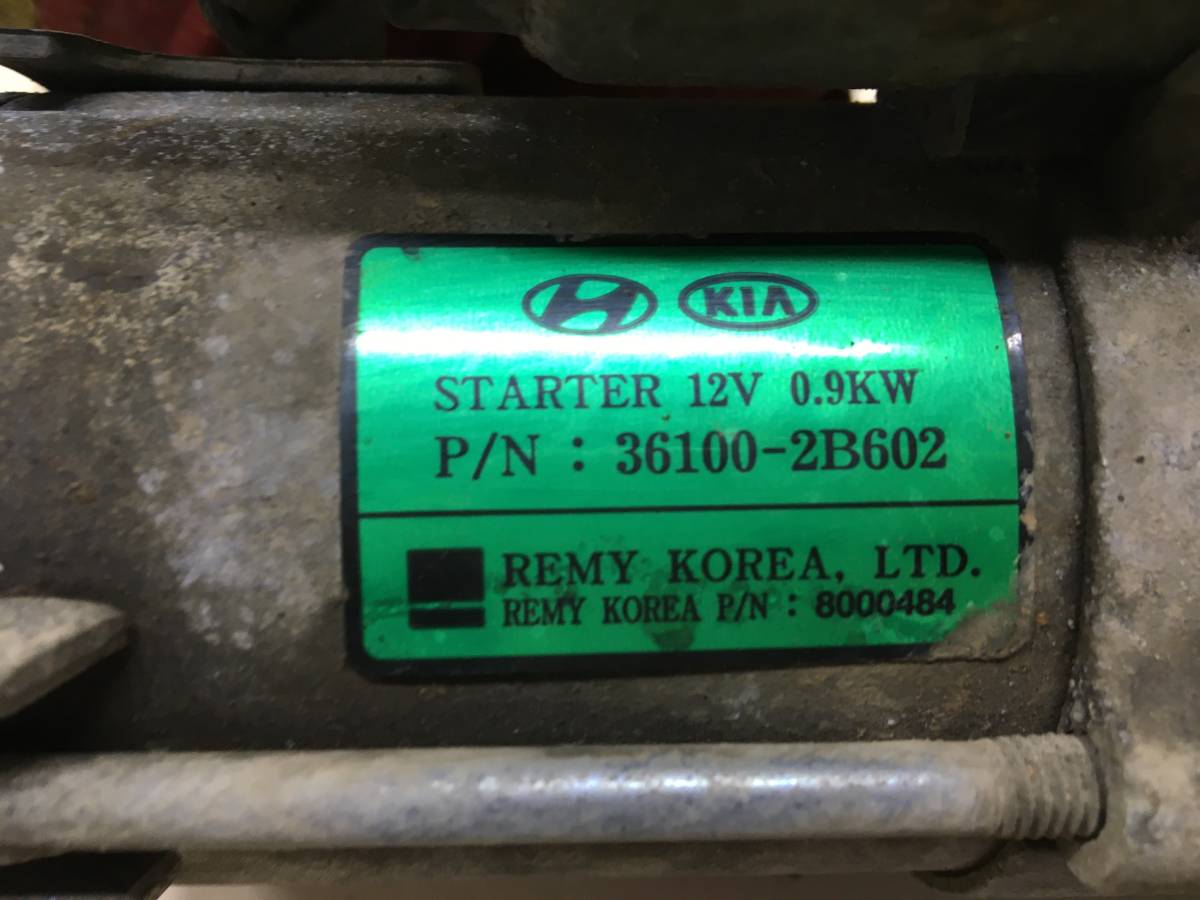 KIA
STARTER 12V 0.9KW
P/N : 36100-2B602
REMY KOREA, LTD.
REMY KOREA P/N : 8000484